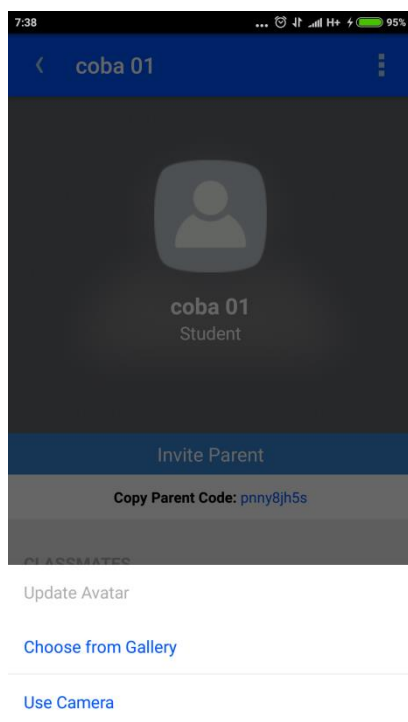 7:38 ... H+ 95%
coba 01
coba 01
Student
Invite Parent
Copy Parent Code: pnny8jh5s
CLASSMATES
Update Avatar
Choose from Gallery
Use Camera